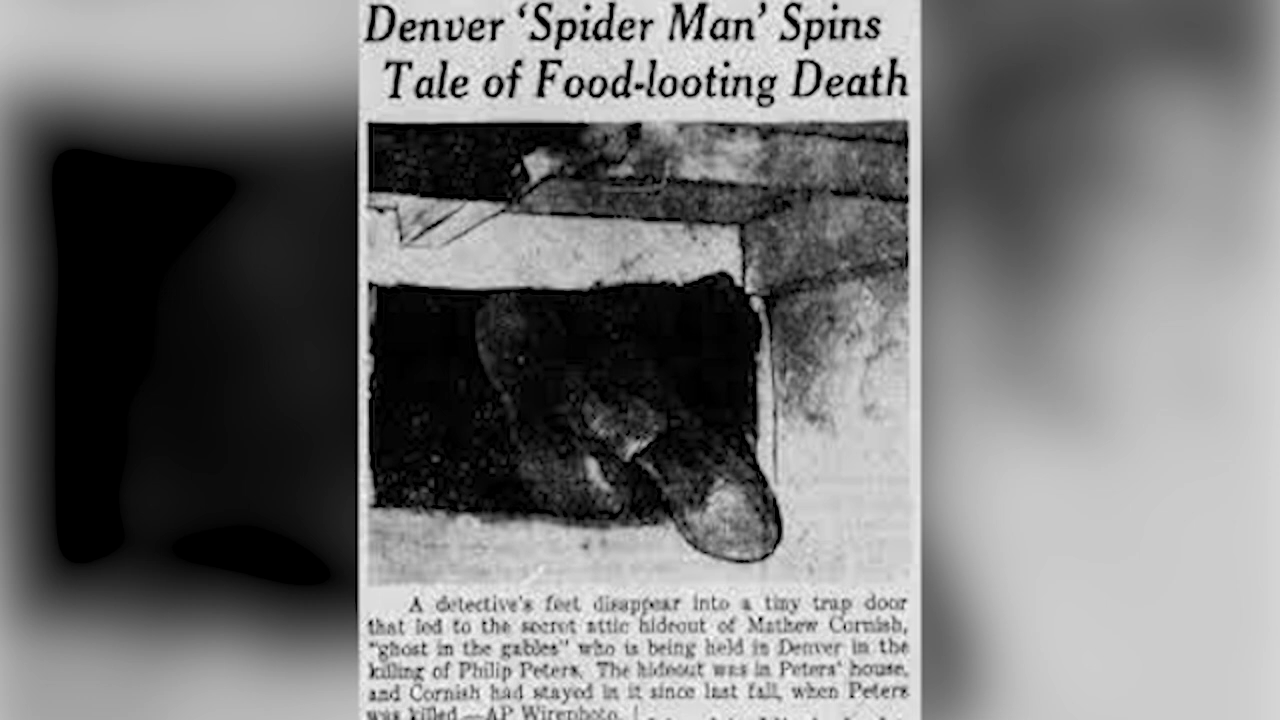 Denver ‘Spider Man’ Spins
Tale of Food-looting Death
A detective's feet disappear into a tiny trap door
that led to the secret attic hideout of Mathew Cornish,
"ghost in the gables" who is being held in Denver in the
killing of Philip Peters. The hideout was in Peters' house,
and Cornish had stayed in it since last fall, when Peters
was killed.—AP Wirephoto.